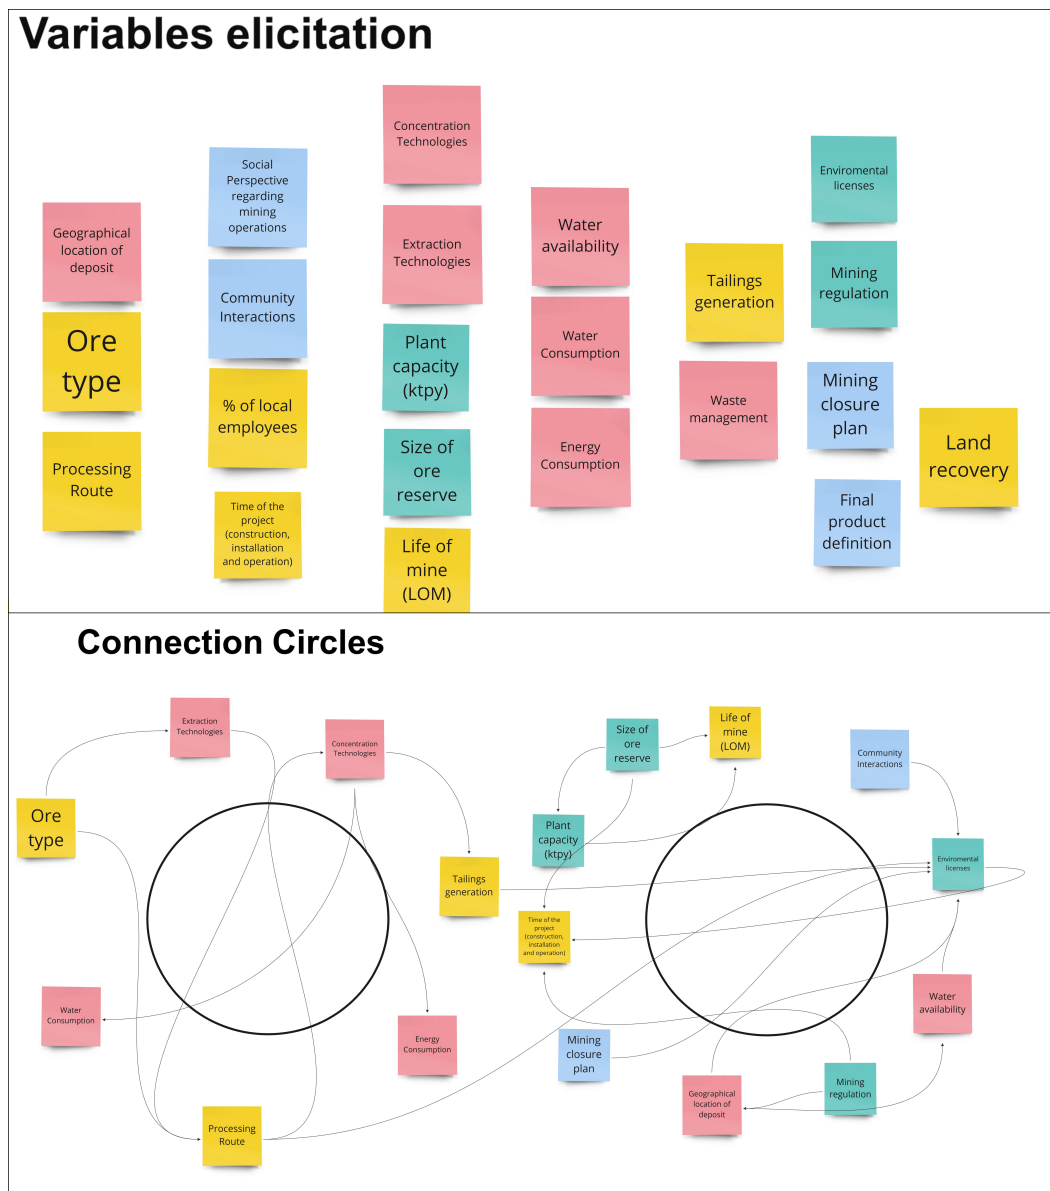 Variables elicitation
Geographical
location of
deposit
Ore
type
Processing
Route
Social
Perspective
regarding
mining
operations
Community
Interactions
% of local
employees
Time of the
project
(construction,
installation
and operation)
Concentration
Technologies
Extraction
Technologies
Plant
capacity
(ktpy)
Size of
ore
reserve
Life of
mine
(LOM)
Water
availability
Water
Consumption
Energy
Consumption
Tailings
generation
Waste
management
Enviromental
licenses
Mining
regulation
Mining
closure
plan
Final
product
definition
Land
recovery
Connection Circles
Extraction
Technologies
Concentration
Technologies
Ore
type
Tailings
generation
Water
Consumption
Energy
Consumption
Processing
Route
Size of
ore
reserve
Life of
mine
(LOM)
Community
Interactions
Plant
capacity
(ktpy)
Enviromental
licenses
Time of the
project
(construction,
installation
and operation)
Water
availability
Mining
closure
plan
Geographical
location of
deposit
Mining
regulation